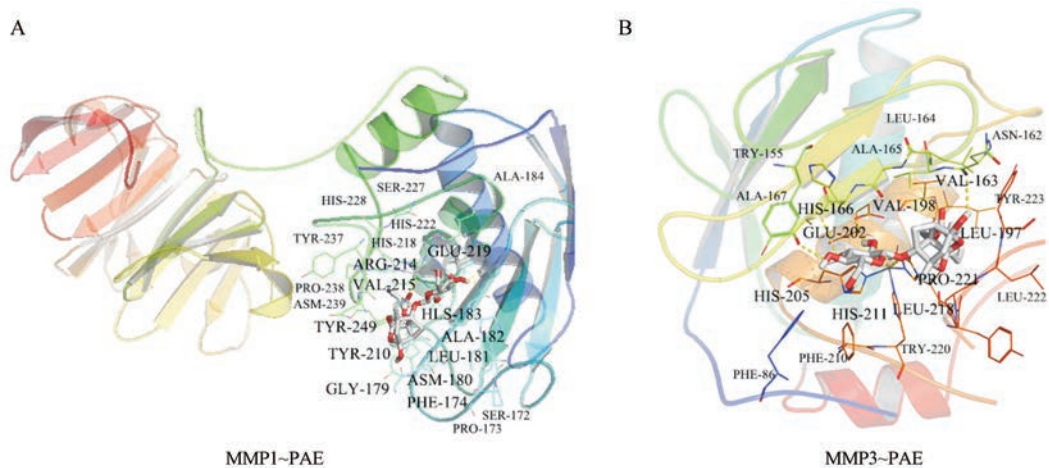 A
B
SER-227
HIS-228
HIS-222
ALA-184
TYR-237
HIS-218
GLU-219
ARG-214
PRO-238
VAL-215
ASM-239
HLS-183
TYR-249
ALA-182
TYR-210
LEU-181
GLY-179
ASM-180
PHE-174
SER-172
PRO-173
MMP1~PAE
LEU-164
ASN-162
TRY-155
ALA-165
VAL-163
ALA-167
HIS-166
VAL-198
TYR-223
GLU-202
LEU-197
PRO-221
HIS-205
LEU-222
HIS-211
LEU-218
PHE-210
TRY-220
PHE-86
MMP3~PAE